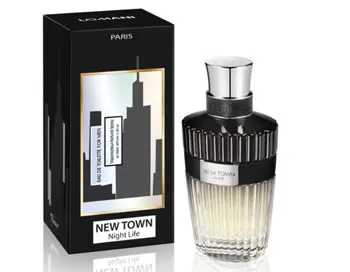 LOMANI
PARIS
EAU DE TOILETTE FOR MEN
NEW TOWN
Night Life
NEW TOWN